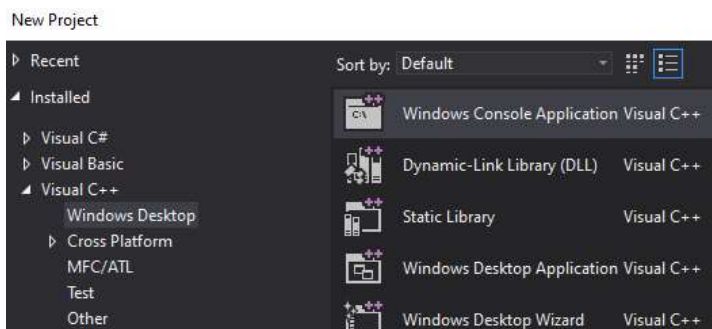 New Project
Recent
Installed
Visual C#
Visual Basic
Visual C++
Windows Desktop
Cross Platform
MFC/ATL
Test
Other
Sort by: Default
Windows Console Application Visual C++
Dynamic-Link Library (DLL) Visual C++
Static Library Visual C++
Windows Desktop Application Visual C++
Windows Desktop Wizard Visual C++